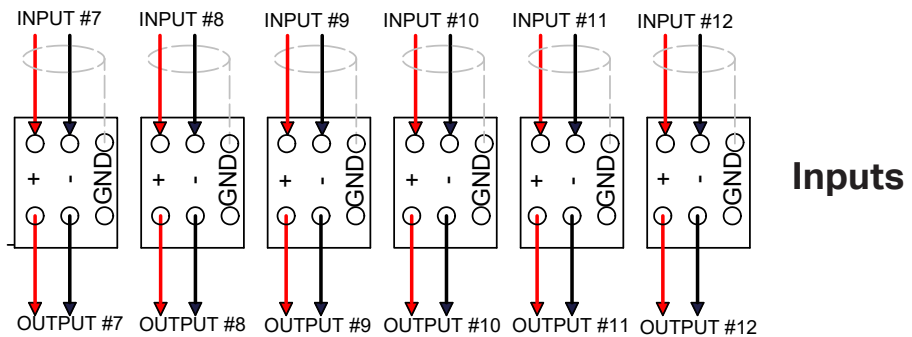 INPUT #7 INPUT #8 INPUT #9 INPUT #10 INPUT #11 INPUT #12
+ - GND + - GND + - GND + - GND + - GND + - GND
Inputs
OUTPUT #7 OUTPUT #8 OUTPUT #9 OUTPUT #10 OUTPUT #11 OUTPUT #12